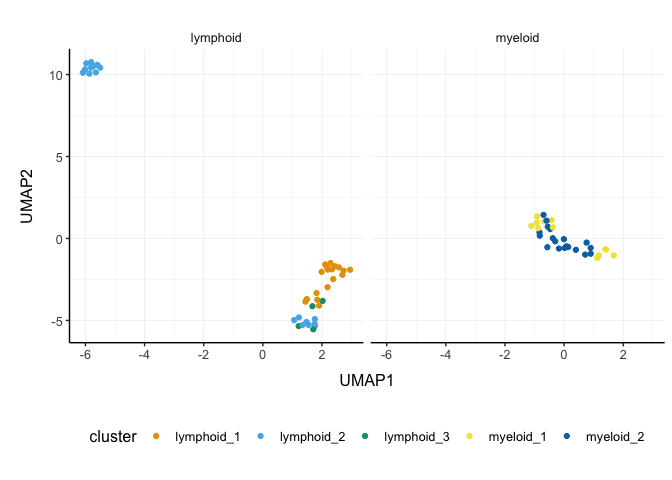 lymphoid myeloid
10
5
0
-5
UMAP2
-6 -4 -2 0 2 -6 -4 -2 0 2
UMAP1
cluster lymphoid_1 lymphoid_2 lymphoid_3 myeloid_1 myeloid_2